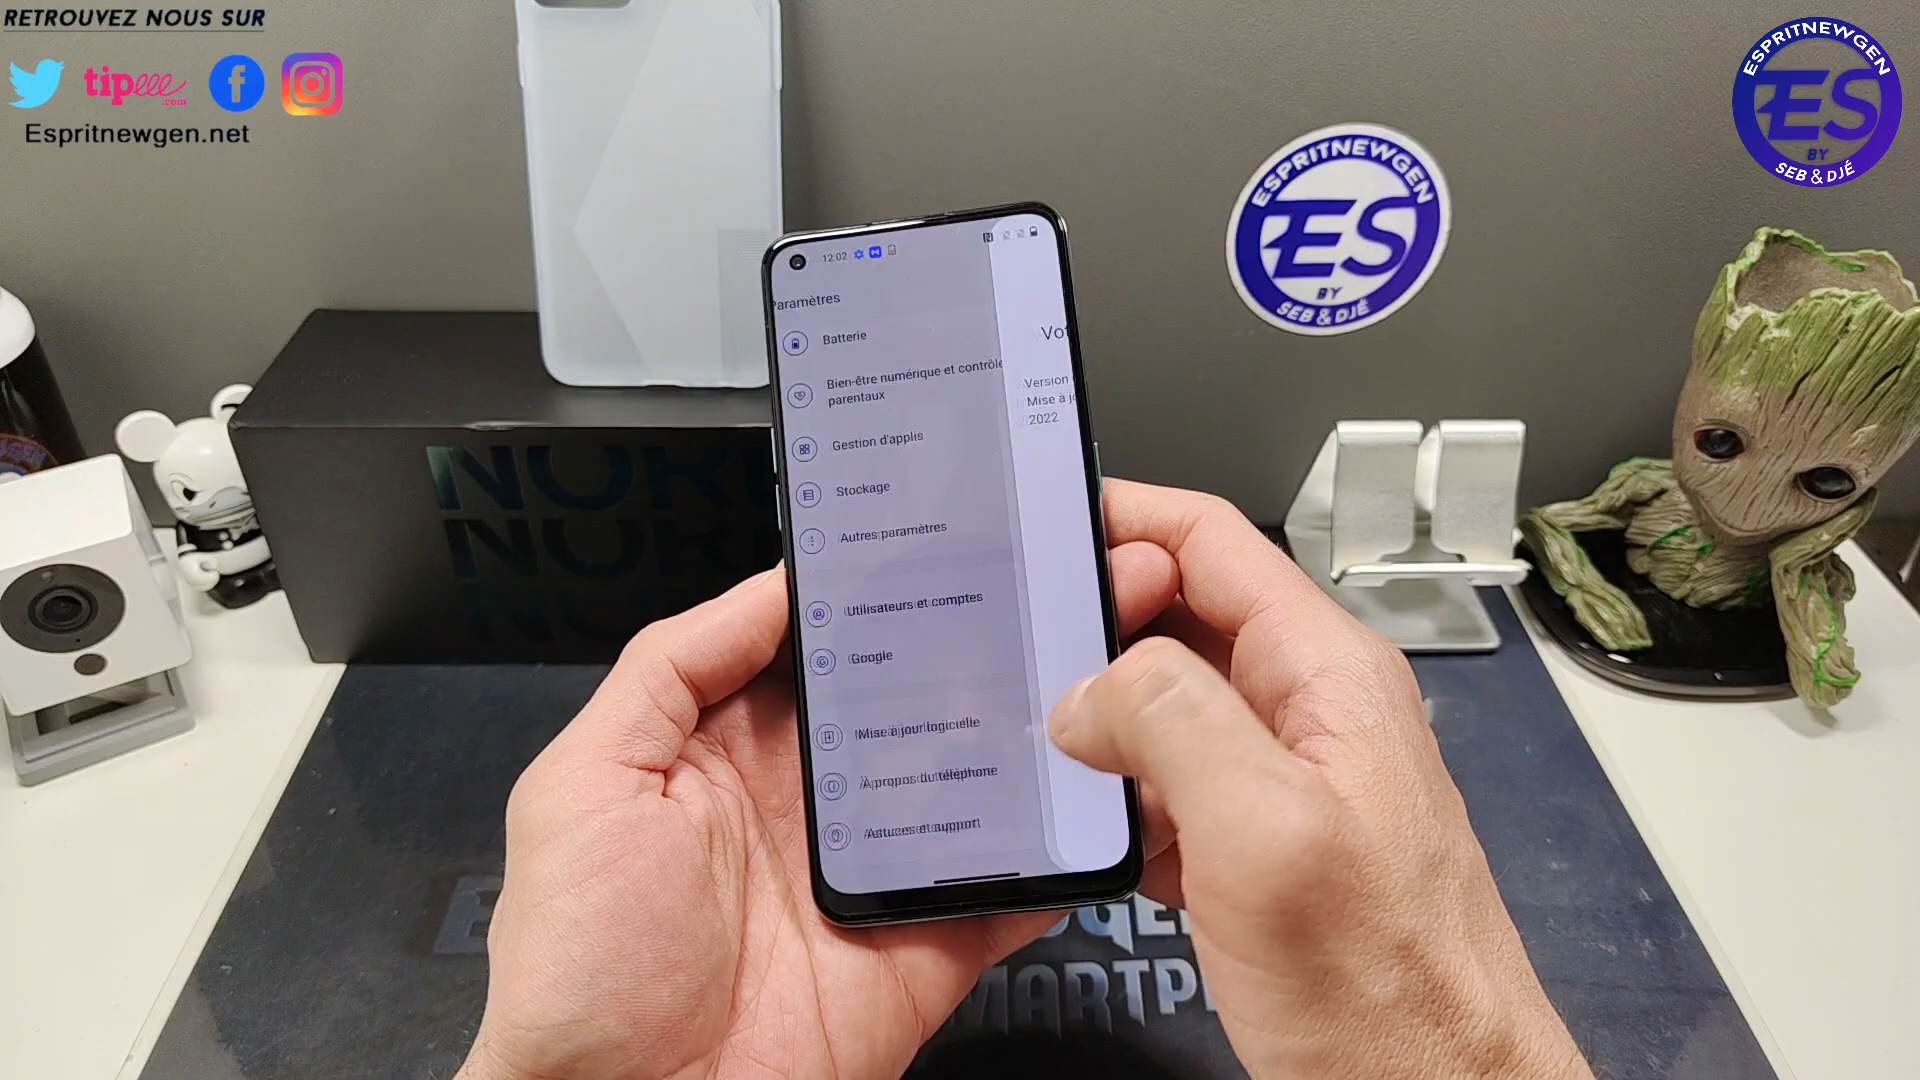 RETROUVEZ NOUS SUR
tipeee
.com
Espritnewgen.net
ESPRITNEWGEN
ES
BY
SEB & DJÉ
ESPRITNEWGEN
ES
BY
SEB & DJÉ
12:02
Paramètres
Batterie
Bien-être numérique et contrôle
parentaux
Gestion d'applis
Stockage
Autres paramètres
Utilisateurs et comptes
Google
Mise à jour logicielle
À propos du téléphone
Astuces et support
Version
Mise à
2022